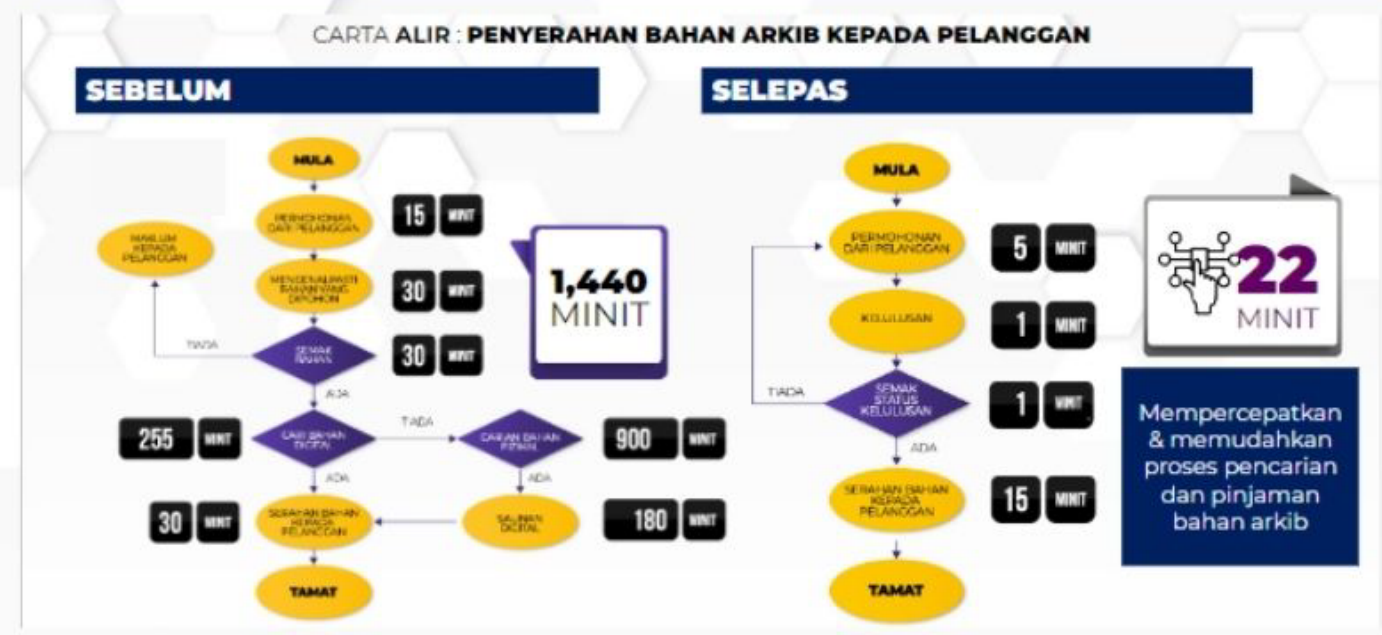 CARTA ALIR : PENYERAHAN BAHAN ARKIB KEPADA PELANGGAN
SEBELUM
MULA
PERMOHONAN
DARI PELANGGAN
15 MINIT
MAKLUM
KEPADA
PELANGGAN
MENGENALPASTI
BAHAN YANG
DIPOHON
30 MINIT
SEMAK
BAHAN
30 MINIT
TIADA
ADA
255 MINIT
CARI BAHAN
DIGITAL
TIADA
CARIAN BAHAN
FIZIKAL
900 MINIT
ADA
ADA
30 MINIT
SERAHAN BAHAN
KEPADA
PELANGGAN
SALINAN
DIGITAL
180 MINIT
TAMAT
1,440
MINIT
SELEPAS
MULA
PERMOHONAN
DARI PELANGGAN
5 MINIT
KELULUSAN
1 MINIT
TIADA
SEMAK
STATUS
KELULUSAN
1 MINIT
ADA
SERAHAN BAHAN
KEPADA
PELANGGAN
15 MINIT
TAMAT
22
MINIT
Mempercepatkan
& memudahkan
proses pencarian
dan pinjaman
bahan arkib